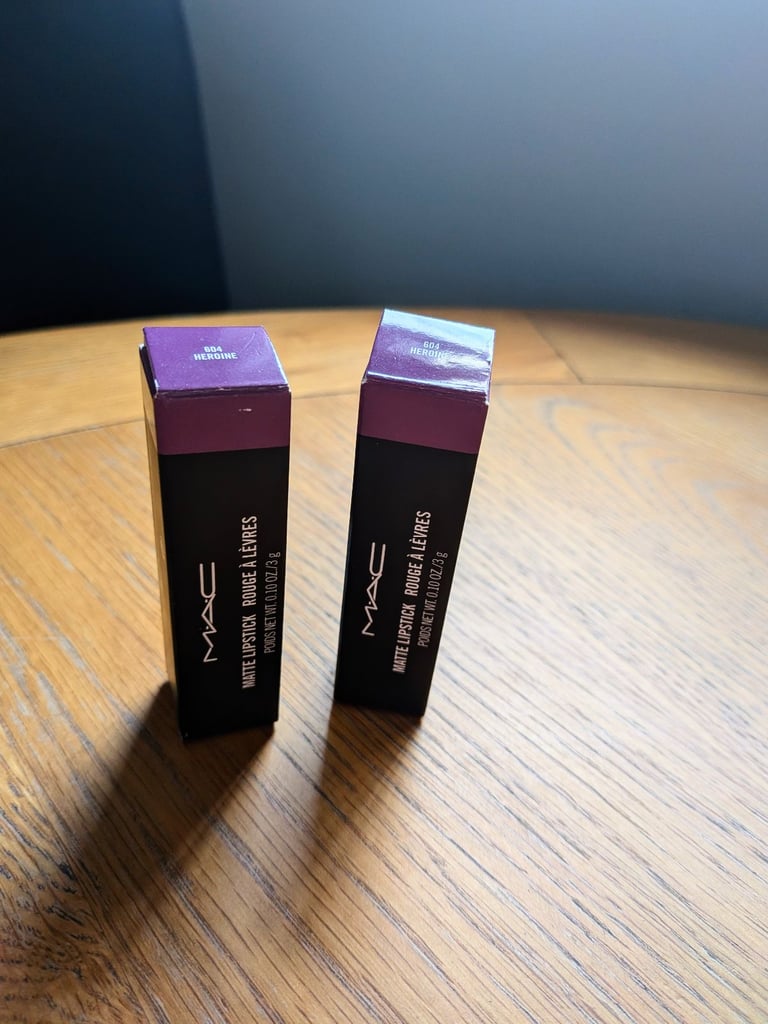 604
HEROINE
M·A·C
MATTE LIPSTICK ROUGE À LÈVRES
POIDS NET WT. 0.10 OZ./3 g
604
HEROINE
M·A·C
MATTE LIPSTICK ROUGE À LÈVRES
POIDS NET WT. 0.10 OZ./3 g